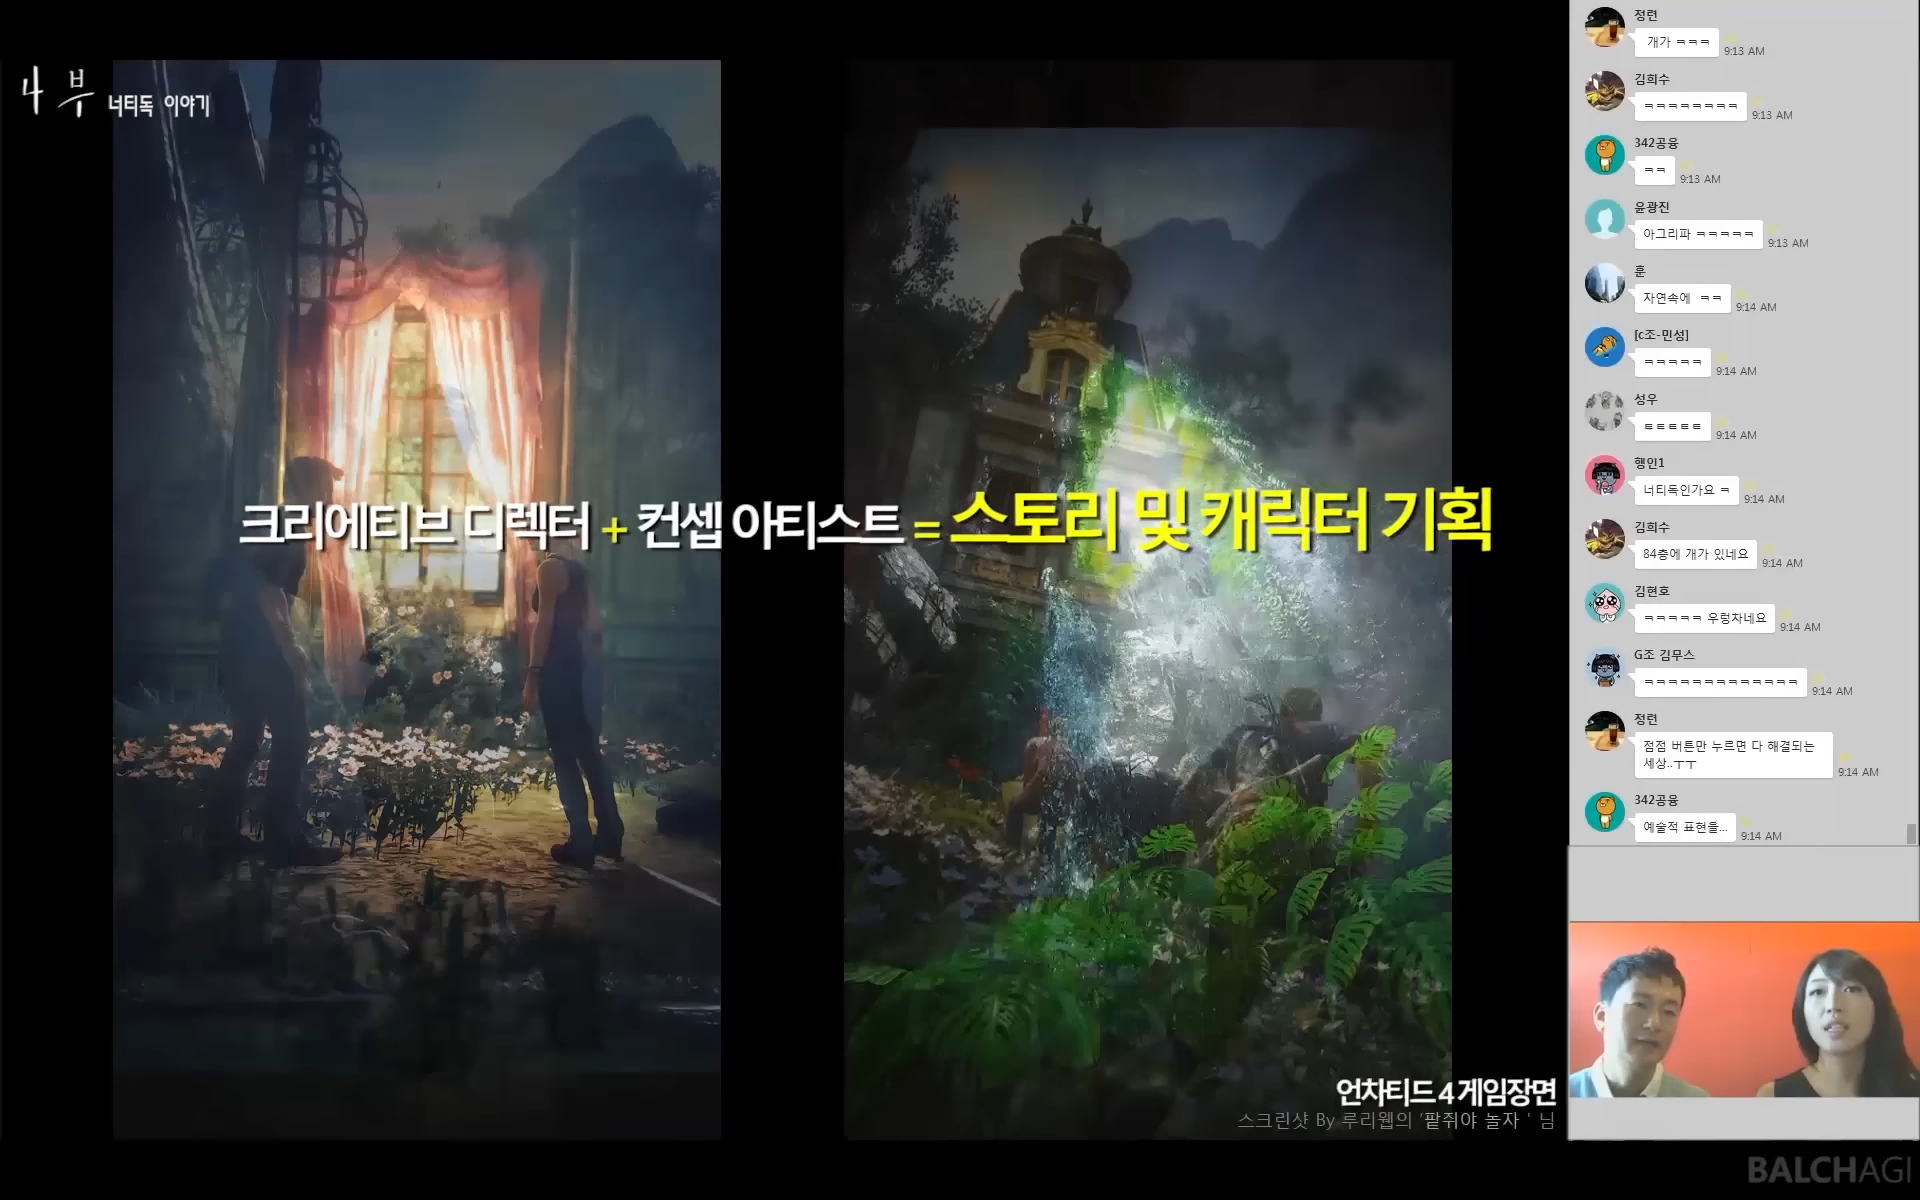 4부 너티독 이야기
크리에티브 디렉터 + 컨셉 아티스트 = 스토리 및 캐릭터 기획
언차티드 4 게임장면
스크린샷 By 루리웹의 '팥쥐야 놀자 ' 님
정련
개가 ㅋㅋㅋ
9:13 AM
김희수
ㅋㅋㅋㅋㅋㅋㅋㅋ
9:13 AM
342공융
ㅋㅋ
9:13 AM
윤광진
아그리파 ㅋㅋㅋㅋㅋ
9:13 AM
훈
자연속에 ㅋㅋ
9:14 AM
[c조-민성]
ㅋㅋㅋㅋㅋ
9:14 AM
성우
ㅌㅌㅌㅌㅌ
9:14 AM
행인1
너티독인가요 ㅋ
9:14 AM
김희수
84층에 개가 있네요
9:14 AM
김현호
ㅋㅋㅋㅋㅋ 우렁차네요
9:14 AM
G조 김무스
ㅋㅋㅋㅋㅋㅋㅋㅋㅋㅋㅋㅋㅋ
9:14 AM
정련
점점 버튼만 누르면 다 해결되는
세상..ㅜㅜ
9:14 AM
342공융
예술적 표현을...
9:14 AM
BALCHAGI